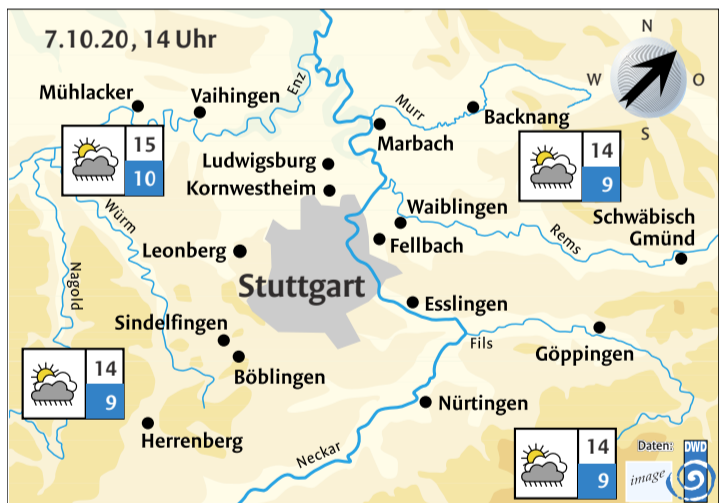 7.10.20, 14 Uhr
N
W
O
S
Mühlacker
Vaihingen
Enz
Murr
Backnang
Marbach
15
10
14
9
Ludwigsburg
Kornwestheim
Waiblingen
Würm
Rems
Schwäbisch
Gmünd
Leonberg
Fellbach
Nagold
Stuttgart
Esslingen
Sindelfingen
Fils
Göppingen
14
9
Böblingen
Nürtingen
Herrenberg
Neckar
14
9
Daten:
DWD
image